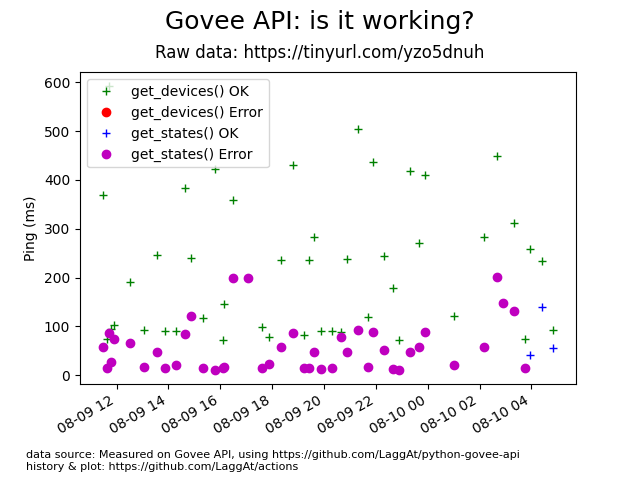 Govee API: is it working?
Raw data: https://tinyurl.com/yzo5dnuh
get_devices() OK
get_devices() Error
get_states() OK
get_states() Error
Ping (ms)
600
500
400
300
200
100
0
08-09 12
08-09 14
08-09 16
08-09 18
08-09 20
08-09 22
08-10 00
08-10 02
08-10 04
data source: Measured on Govee API, using https://github.com/LaggAt/python-govee-api
history & plot: https://github.com/LaggAt/actions